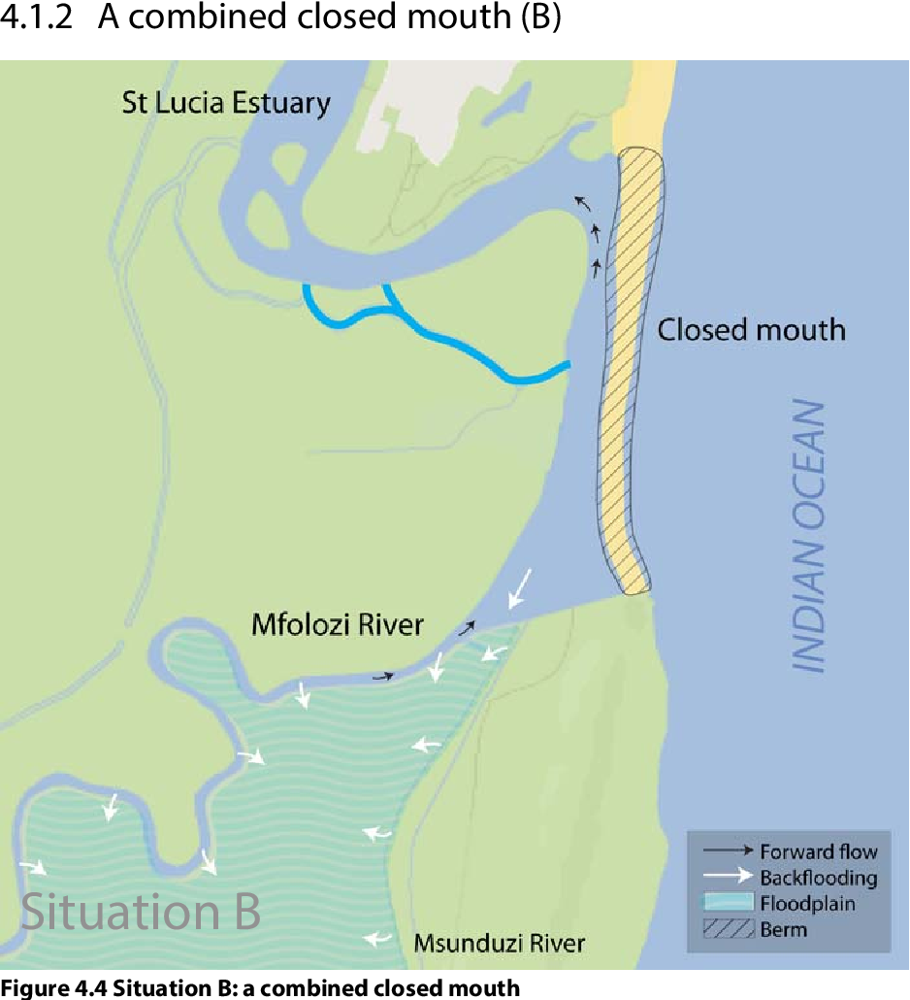 4.1.2 A combined closed mouth (B)
St Lucia Estuary
Closed mouth
INDIAN OCEAN
Mfolozi River
Forward flow
Backflooding
Floodplain
Berm
Situation B
Msunduzi River
Figure 4.4 Situation B: a combined closed mouth